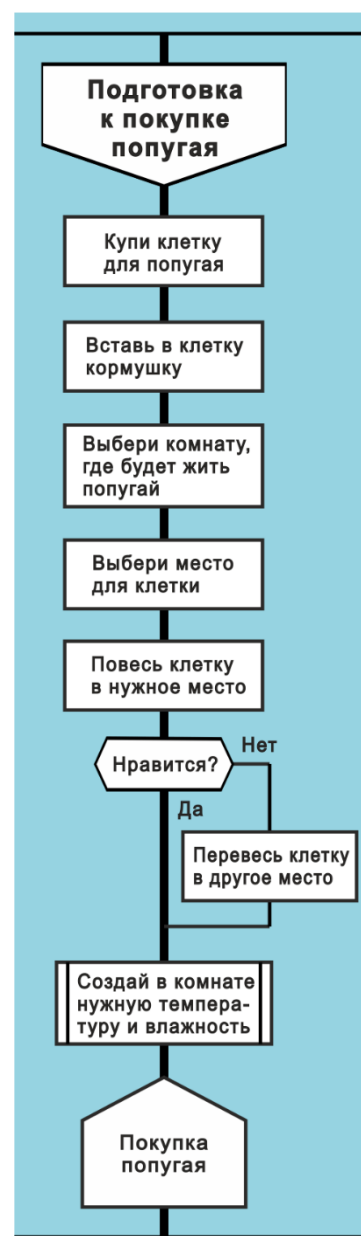 Подготовка
к покупке
попугая
Купи клетку
для попугая
Вставь в клетку
кормушку
Выбери комнату,
где будет жить
попугай
Выбери место
для клетки
Повесь клетку
в нужное место
Нравится?
Нет
Да
Перевесь клетку
в другое место
Создай в комнате
нужную темпера-
туру и влажность
Покупка
попугая